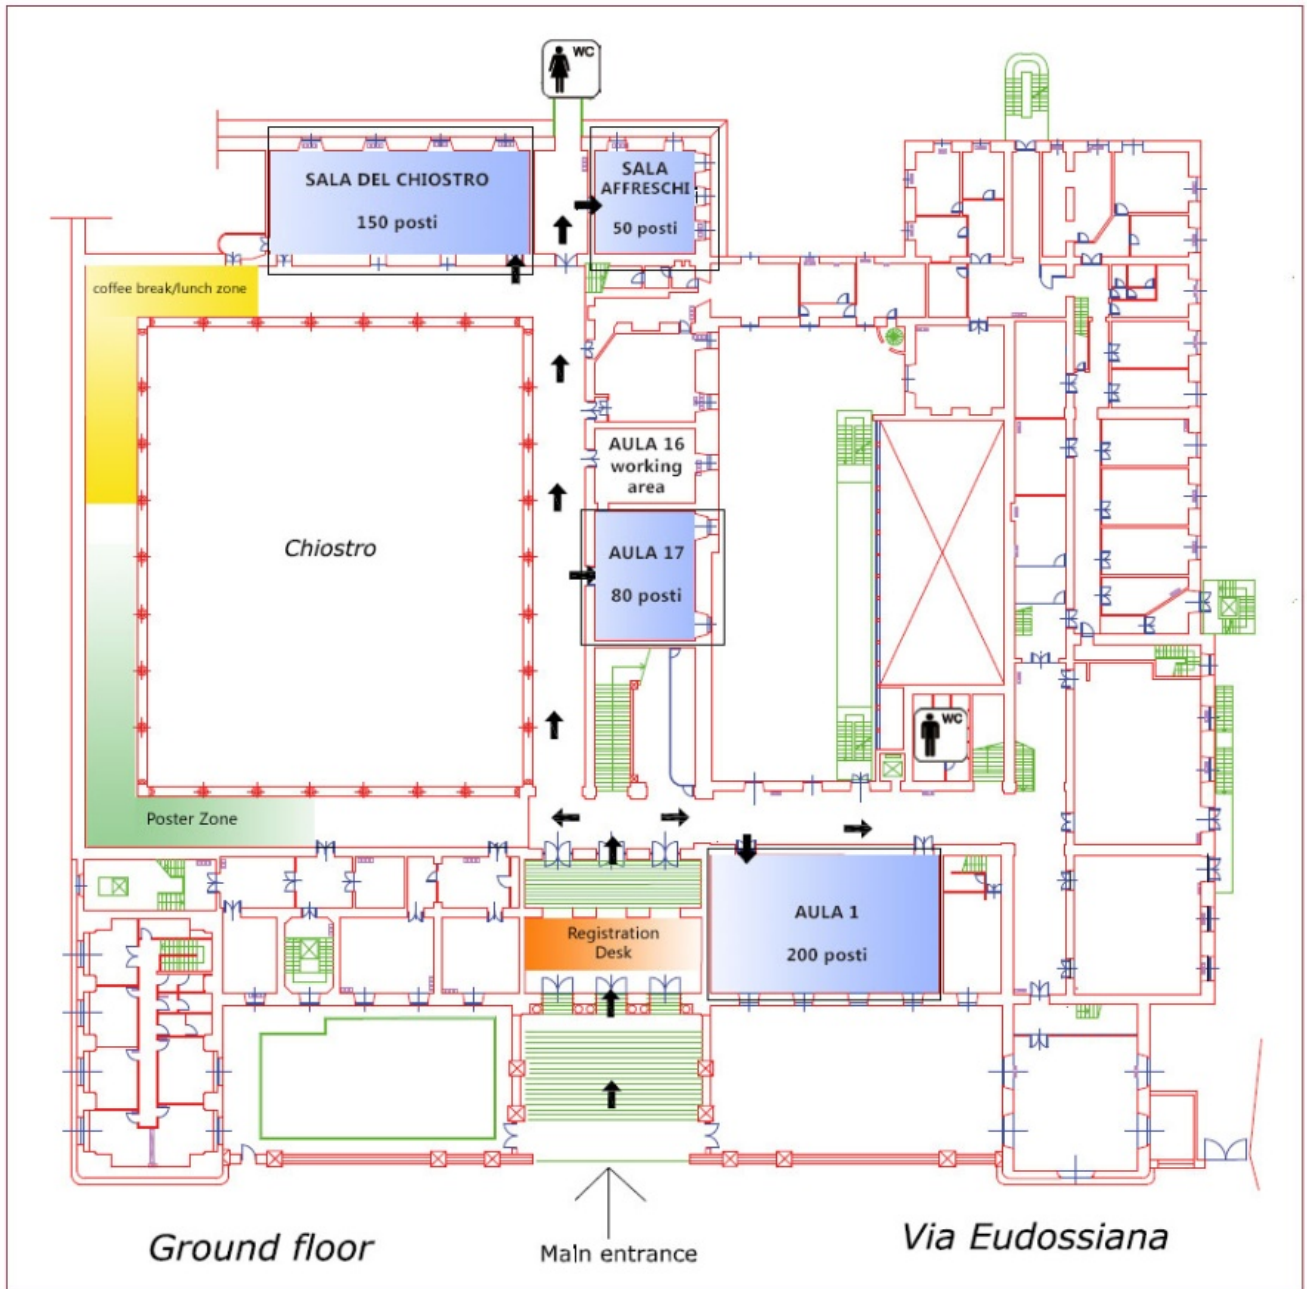 WC
SALA DEL CHIOSTRO
150 posti
SALA
AFFRESCHI
50 posti
coffee break/lunch zone
AULA 16
working
area
Chiostro
AULA 17
80 posti
WC
Poster Zone
Registration
Desk
AULA 1
200 posti
Ground floor
Main entrance
Via Eudossiana